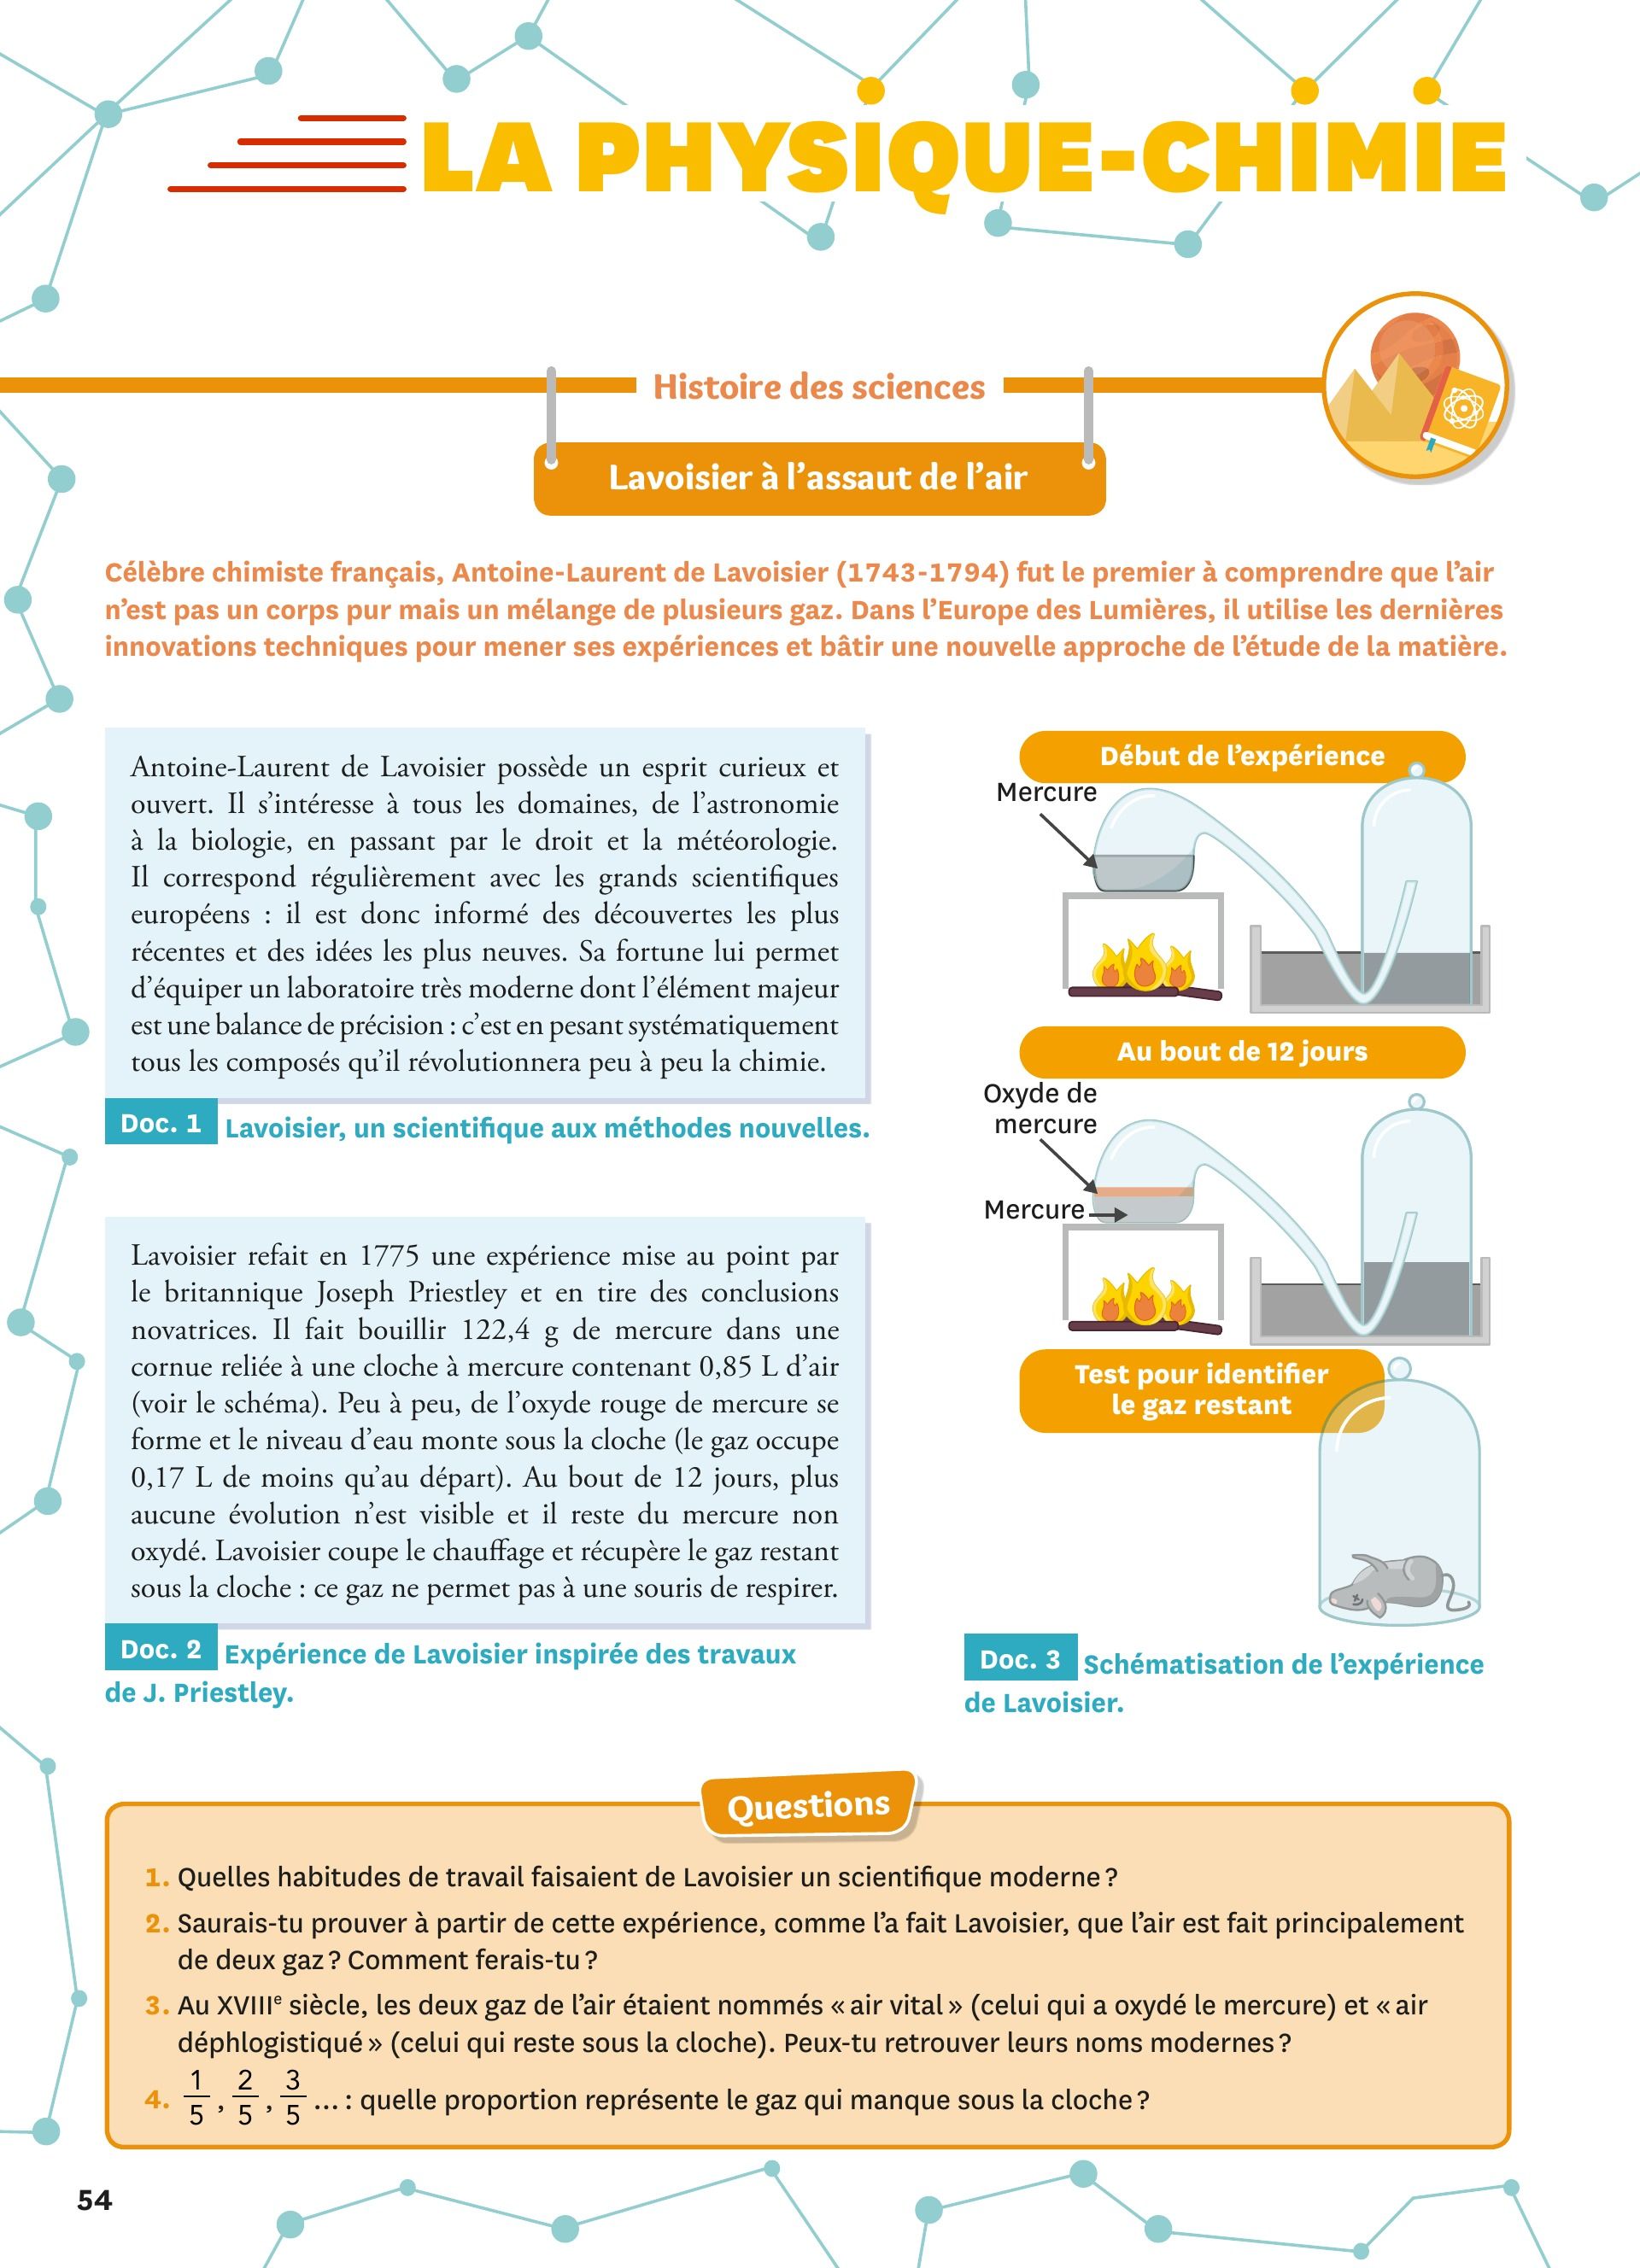 LA PHYSIQUE-CHIMIE
Histoire des sciences
Lavoisier à l’assaut de l’air
Célèbre chimiste français, Antoine-Laurent de Lavoisier (1743-1794) fut le premier à comprendre que l’air
n’est pas un corps pur mais un mélange de plusieurs gaz. Dans l’Europe des Lumières, il utilise les dernières
innovations techniques pour mener ses expériences et bâtir une nouvelle approche de l’étude de la matière.
Antoine-Laurent de Lavoisier possède un esprit curieux et
ouvert. Il s’intéresse à tous les domaines, de l’astronomie
à la biologie, en passant par le droit et la météorologie.
Il correspond régulièrement avec les grands scientifiques
européens : il est donc informé des découvertes les plus
récentes et des idées les plus neuves. Sa fortune lui permet
d’équiper un laboratoire très moderne dont l’élément majeur
est une balance de précision : c’est en pesant systématiquement
tous les composés qu’il révolutionnera peu à peu la chimie.
Doc. 1 Lavoisier, un scientifique aux méthodes nouvelles.
Lavoisier refait en 1775 une expérience mise au point par
le britannique Joseph Priestley et en tire des conclusions
novatrices. Il fait bouillir 122,4 g de mercure dans une
cornue reliée à une cloche à mercure contenant 0,85 L d’air
(voir le schéma). Peu à peu, de l’oxyde rouge de mercure se
forme et le niveau d’eau monte sous la cloche (le gaz occupe
0,17 L de moins qu’au départ). Au bout de 12 jours, plus
aucune évolution n’est visible et il reste du mercure non
oxydé. Lavoisier coupe le chauffage et récupère le gaz restant
sous la cloche : ce gaz ne permet pas à une souris de respirer.
Doc. 2 Expérience de Lavoisier inspirée des travaux
de J. Priestley.
Début de l’expérience
Mercure
Au bout de 12 jours
Oxyde de
mercure
Mercure
Test pour identifier
le gaz restant
Doc. 3 Schématisation de l’expérience
de Lavoisier.
Questions
1. Quelles habitudes de travail faisaient de Lavoisier un scientifique moderne ?
2. Saurais-tu prouver à partir de cette expérience, comme l’a fait Lavoisier, que l’air est fait principalement
de deux gaz ? Comment ferais-tu ?
3. Au XVIIIe siècle, les deux gaz de l’air étaient nommés « air vital » (celui qui a oxydé le mercure) et « air
déphlogistiqué » (celui qui reste sous la cloche). Peux-tu retrouver leurs noms modernes ?
4. 1/5, 2/5, 3/5 ... : quelle proportion représente le gaz qui manque sous la cloche ?
54